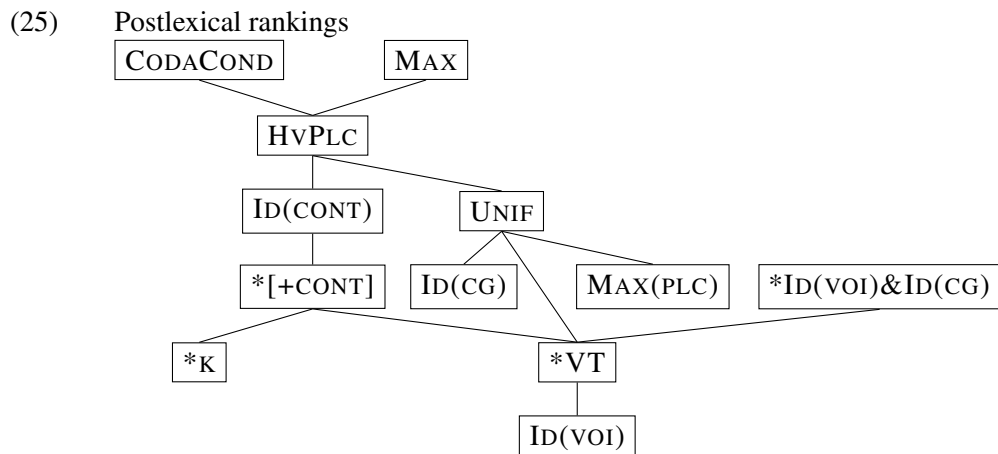 (25) Postlexical rankings
CODACOND MAX
HVPLC
ID(CONT) UNIF
*[+CONT] ID(CG) MAX(PLC) *ID(VOI)&ID(CG)
*K *VT
ID(VOI)